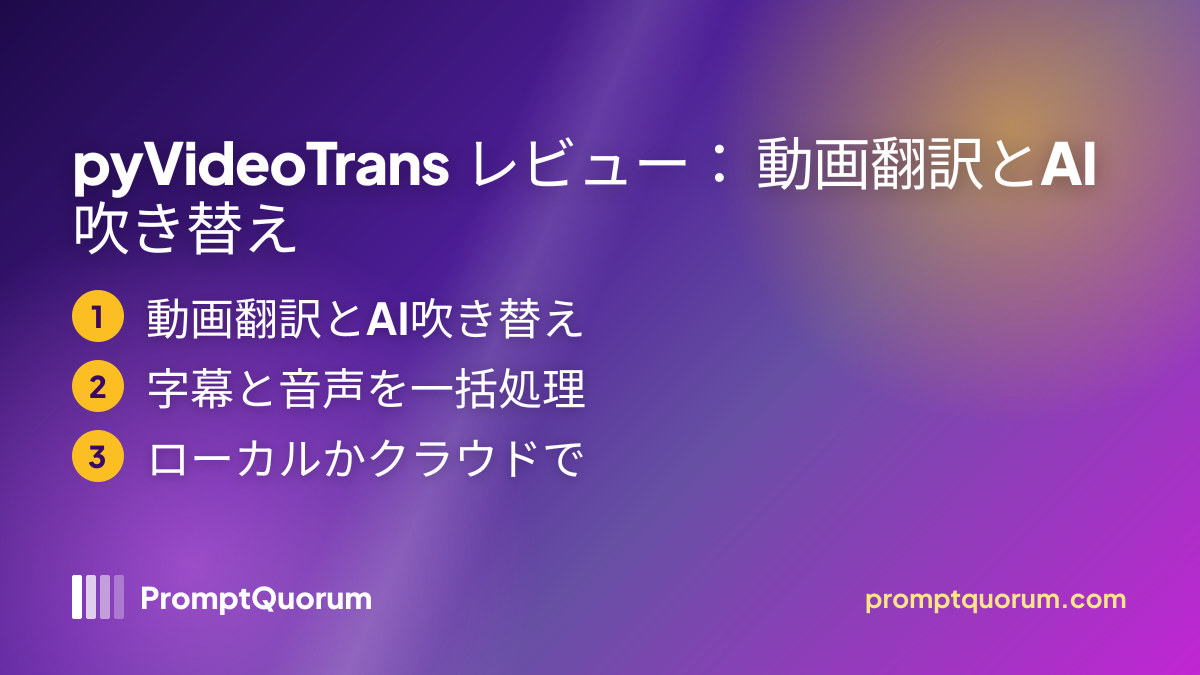 pyVideoTrans レビュー：動画翻訳とAI
吹き替え
1 動画翻訳とAI吹き替え
2 字幕と音声を一括処理
3 ローカルかクラウドで
PromptQuorum
promptquorum.com